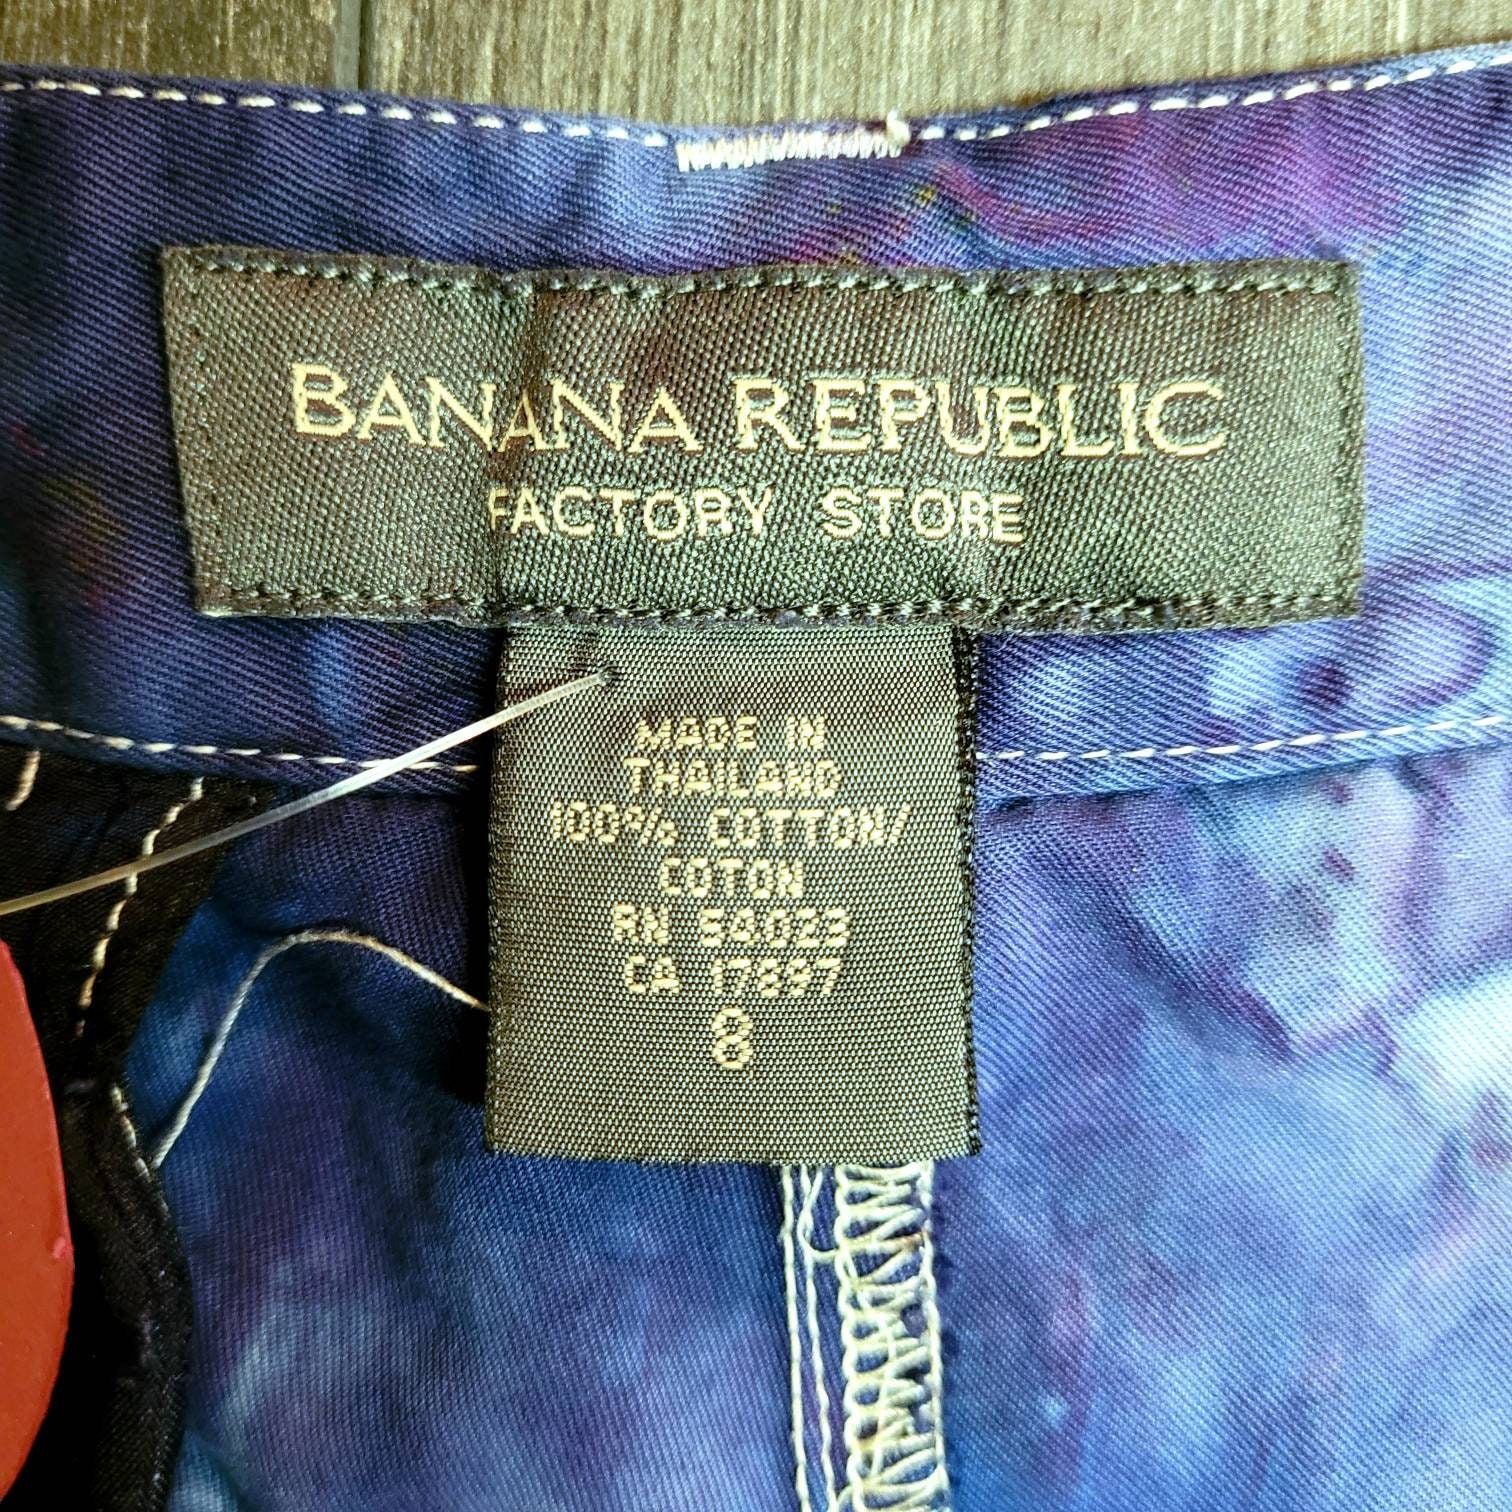 BANANA REPUBLIC
FACTORY STORE
MADE IN
THAILAND
100% COTTON/
COTON
RN 54023
CA 17897
8